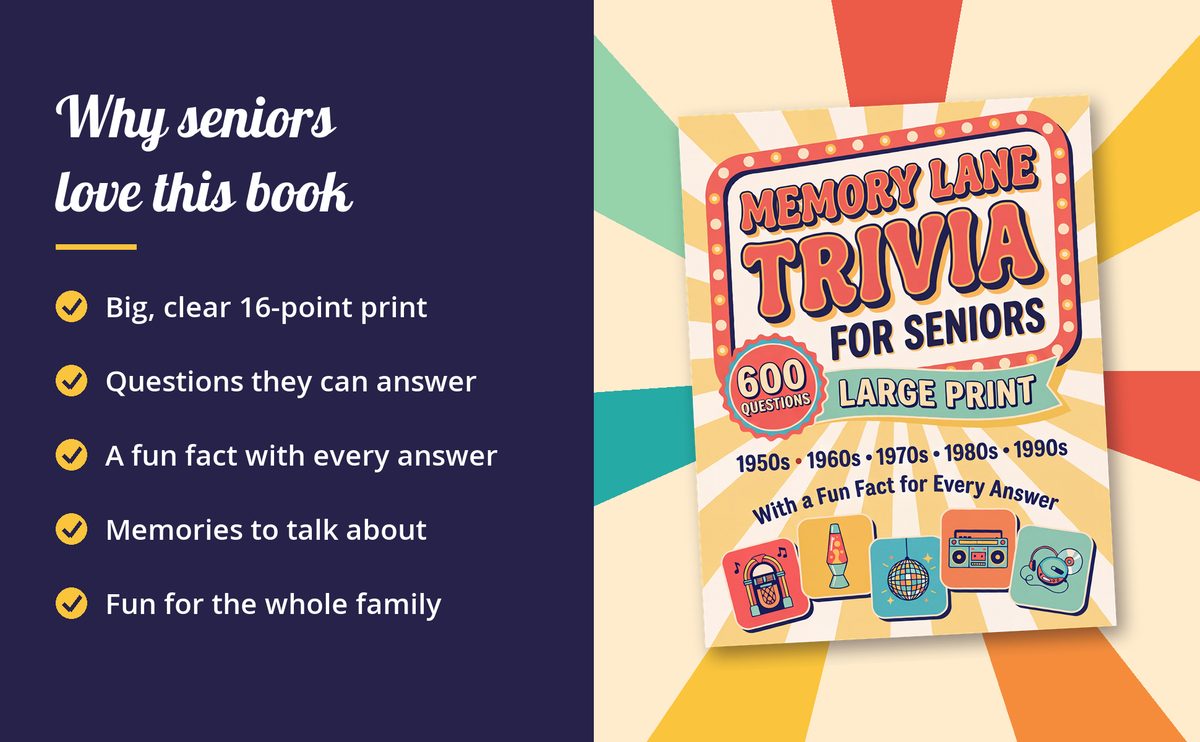 Why seniors
love this book
Big, clear 16-point print
Questions they can answer
A fun fact with every answer
Memories to talk about
Fun for the whole family
MEMORY LANE
TRIVIA
FOR SENIORS
600
QUESTIONS
LARGE PRINT
1950s • 1960s • 1970s • 1980s • 1990s
With a Fun Fact for Every Answer